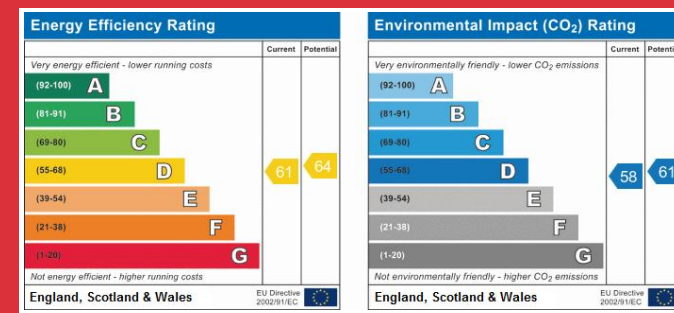 Energy Efficiency Rating
Current Potential
Very energy efficient - lower running costs
(92-100) A
(81-91) B
(69-80) C
(55-68) D
61 64
(39-54) E
(21-38) F
(1-20) G
Not energy efficient - higher running costs
England, Scotland & Wales
EU Directive
2002/91/EC
Environmental Impact (CO2) Rating
Current Potenti
Very environmentally friendly - lower CO2 emissions
(92-100) A
(81-91) B
(69-80) C
(55-68) D
58 61
(39-54) E
(21-38) F
(1-20) G
Not environmentally friendly - higher CO2 emissions
England, Scotland & Wales
EU Directive
2002/91/EC